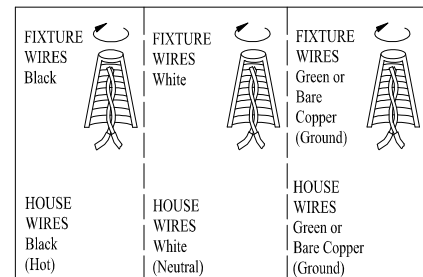 FIXTURE
WIRES
Black
FIXTURE
WIRES
White
FIXTURE
WIRES
Green or
Bare
Copper
(Ground)
HOUSE
WIRES
Black
(Hot)
HOUSE
WIRES
White
(Neutral)
HOUSE
WIRES
Green or
Bare Copper
(Ground)